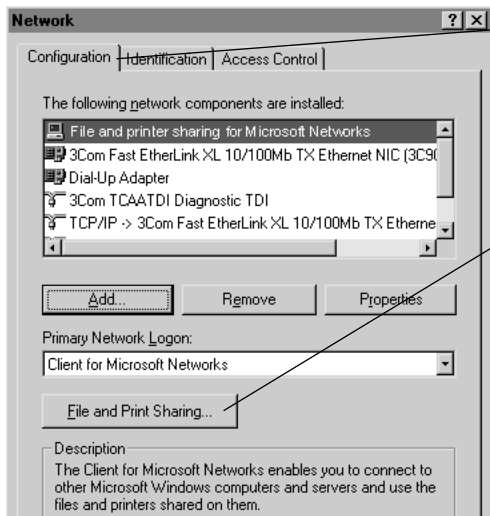 Network
Configuration Identification Access Control
The following network components are installed:
File and printer sharing for Microsoft Networks
3Com Fast EtherLink XL 10/100Mb TX Ethernet NIC (3C90
Dial-Up Adapter
3Com TCAATDI Diagnostic TDI
TCP/IP -> 3Com Fast EtherLink XL 10/100Mb TX Etherne
Add... Remove Properties
Primary Network Logon:
Client for Microsoft Networks
File and Print Sharing...
Description
The Client for Microsoft Networks enables you to connect to
other Microsoft Windows computers and servers and use the
files and printers shared on them.